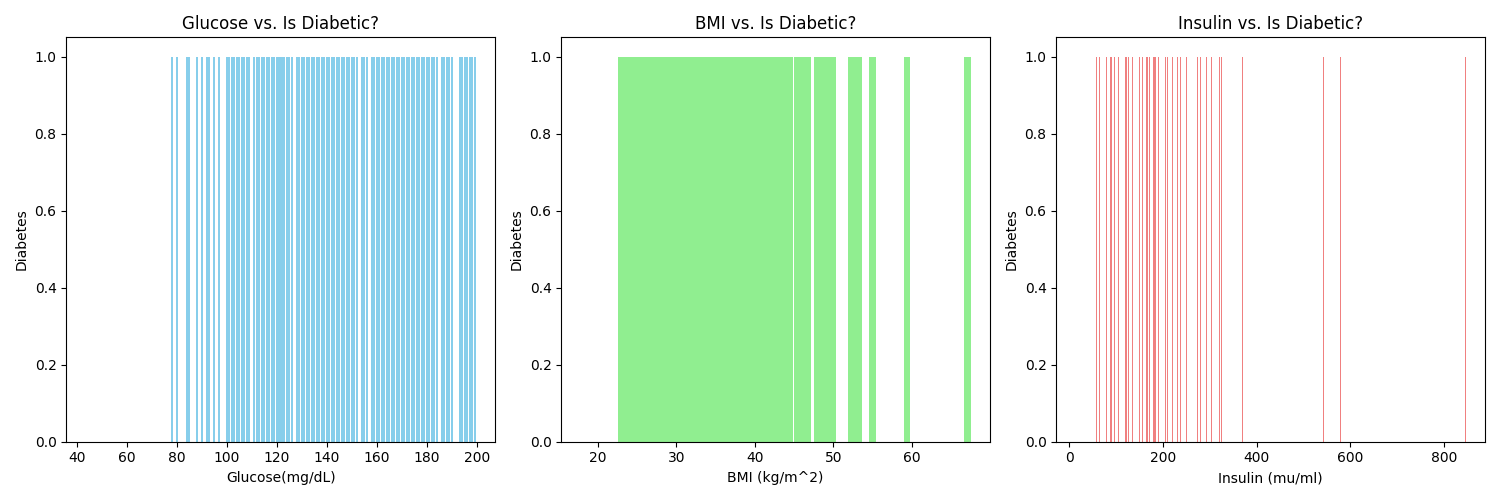 Glucose vs. Is Diabetic?
1.0
0.8
0.6
0.4
0.2
0.0
Diabetes
40 60 80 100 120 140 160 180 200
Glucose(mg/dL)
BMI vs. Is Diabetic?
1.0
0.8
0.6
0.4
0.2
0.0
Diabetes
20 30 40 50 60
BMI (kg/m^2)
Insulin vs. Is Diabetic?
1.0
0.8
0.6
0.4
0.2
0.0
Diabetes
0 200 400 600 800
Insulin (mu/ml)